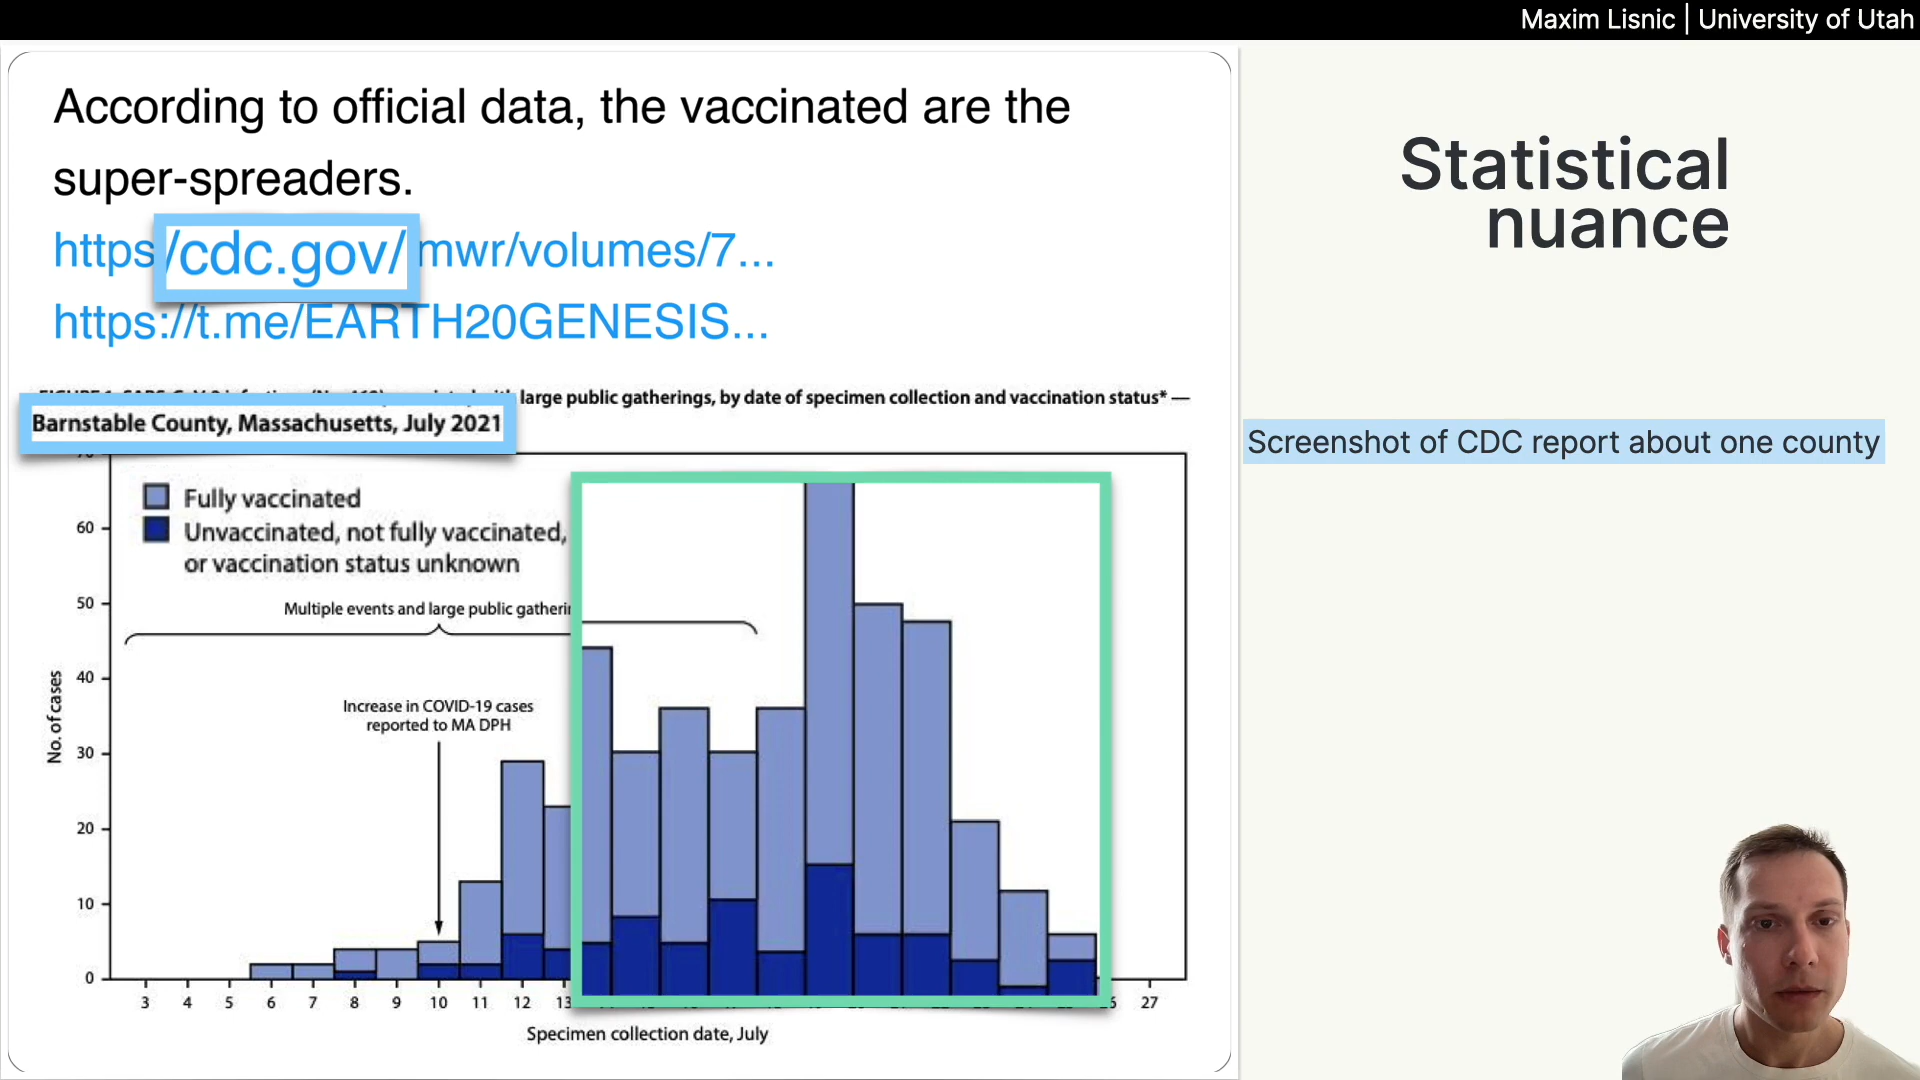 Maxim Lisnic | University of Utah
According to official data, the vaccinated are the
super-spreaders.
https /cdc.gov/ mwr/volumes/7...
https://t.me/EARTH20GENESIS...
large public gatherings, by date of specimen collection and vaccination status* —
Barnstable County, Massachusetts, July 2021
Fully vaccinated
Unvaccinated, not fully vaccinated,
or vaccination status unknown
Multiple events and large public
Increase in COVID-19 cases
reported to MA DPH
No. of cases
60
50
40
30
20
10
0
3 4 5 6 7 8 9 10 11 12 13 27
Specimen collection date, July
Statistical
nuance
Screenshot of CDC report about one county